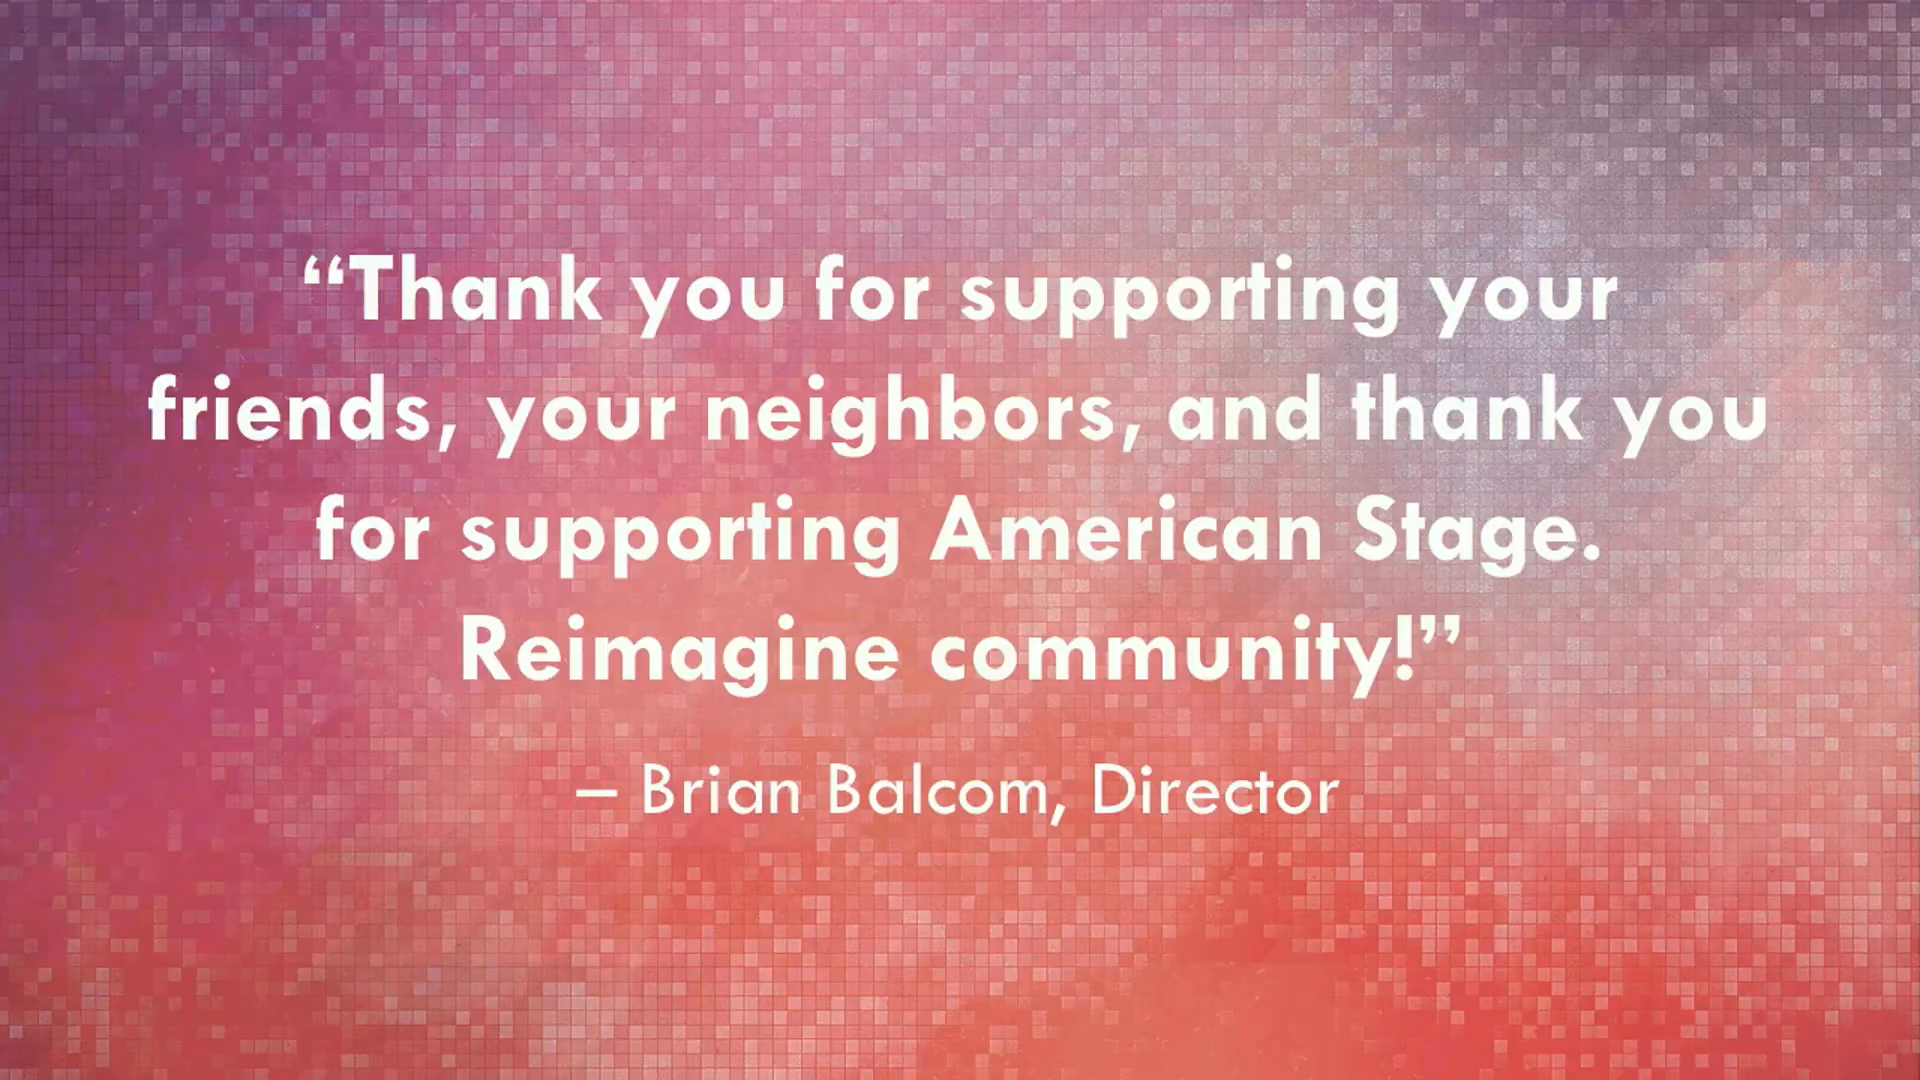 “Thank you for supporting your
friends, your neighbors, and thank you
for supporting American Stage.
Reimagine community!”
– Brian Balcom, Director